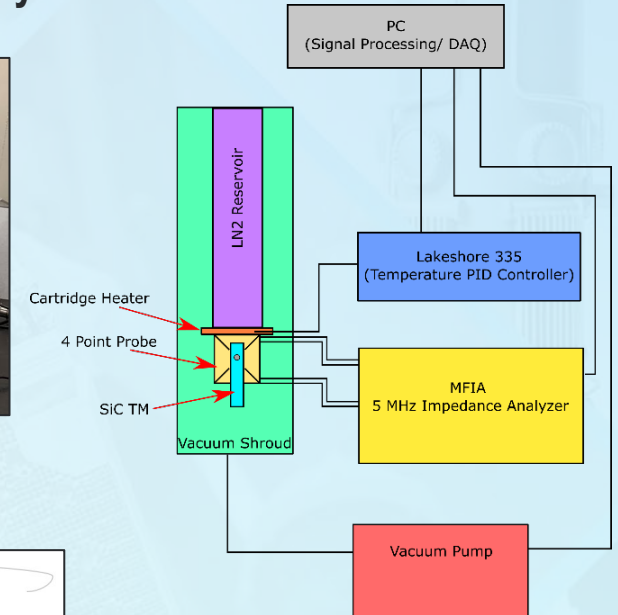 PC
(Signal Processing/ DAQ)
LN2 Reservoir
Lakeshore 335
(Temperature PID Controller)
Cartridge Heater
4 Point Probe
SiC TM
MFIA
5 MHz Impedance Analyzer
Vacuum Shroud
Vacuum Pump